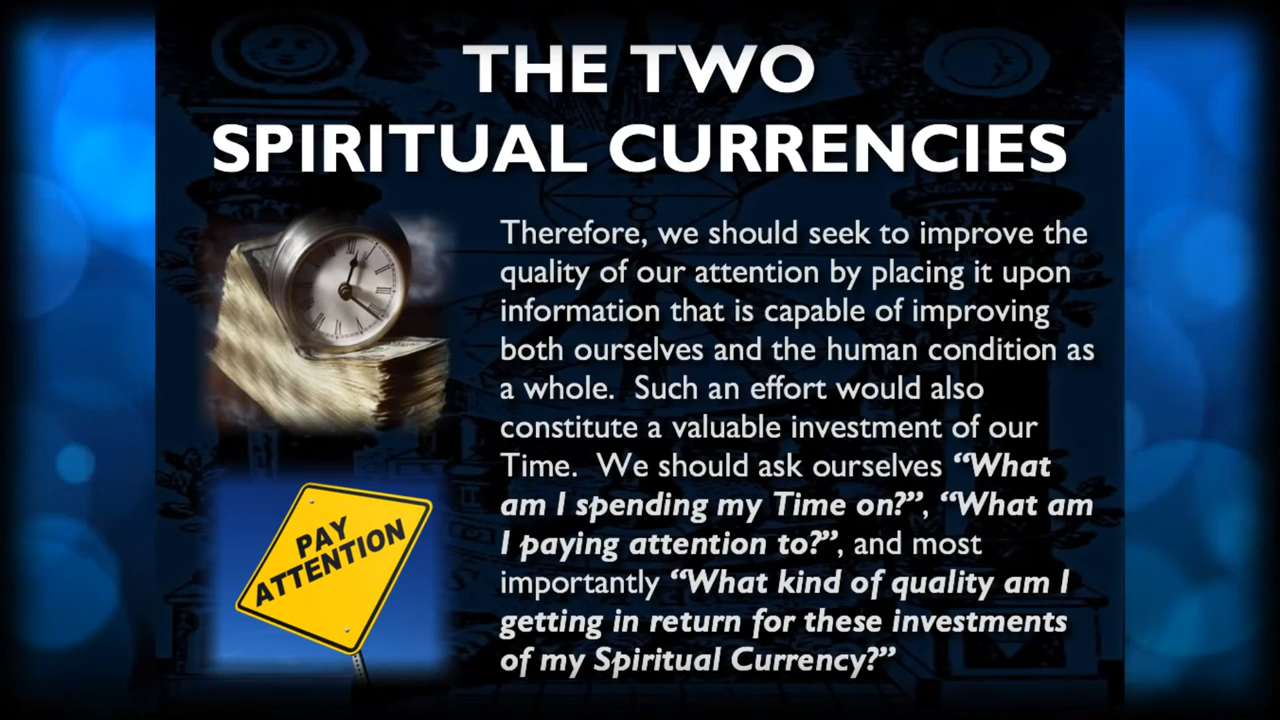 THE TWO
SPIRITUAL CURRENCIES
Therefore, we should seek to improve the
quality of our attention by placing it upon
information that is capable of improving
both ourselves and the human condition as
a whole.  Such an effort would also
constitute a valuable investment of our
Time.  We should ask ourselves “What
am I spending my Time on?”, “What am
I paying attention to?”, and most
importantly “What kind of quality am I
getting in return for these investments
of my Spiritual Currency?”
PAY
ATTENTION